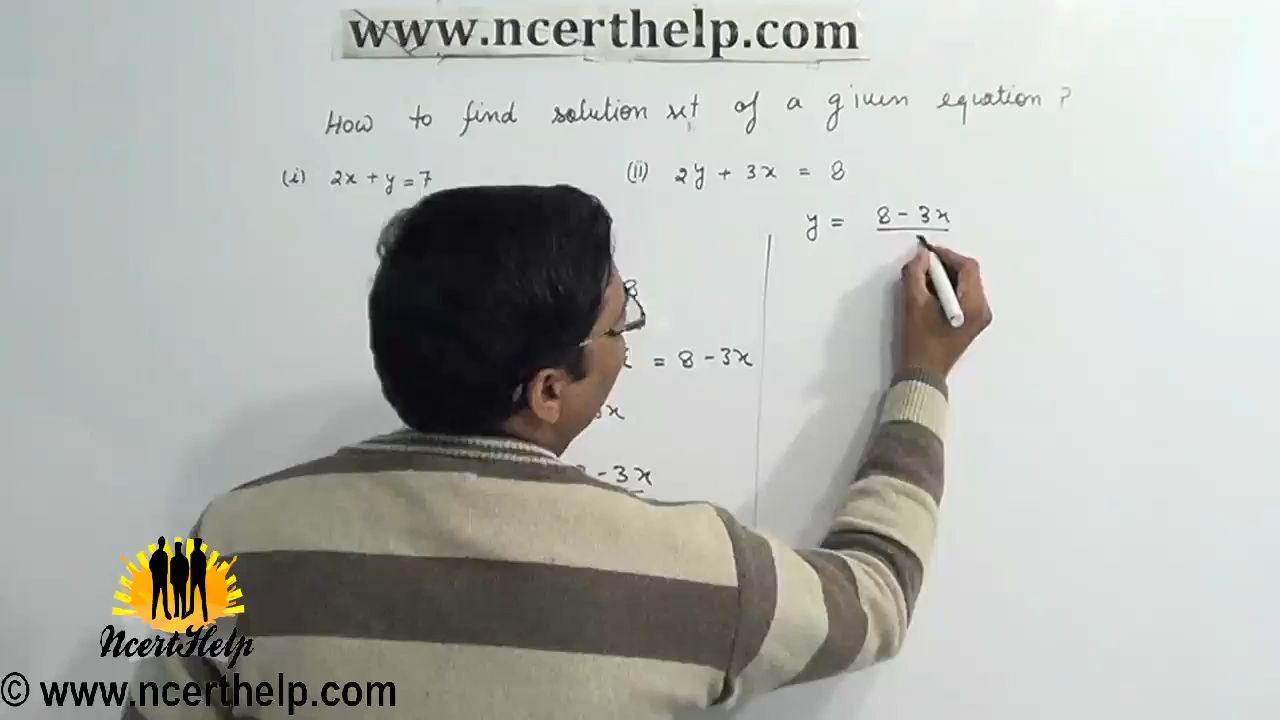 www.ncerthelp.com
How to find solution set of a given equation?
(i) 2x + y = 7
(ii) 2y + 3x = 8
y = 8 - 3x
8
= 8 - 3x
3x
- 3x
NcertHelp
© www.ncerthelp.com